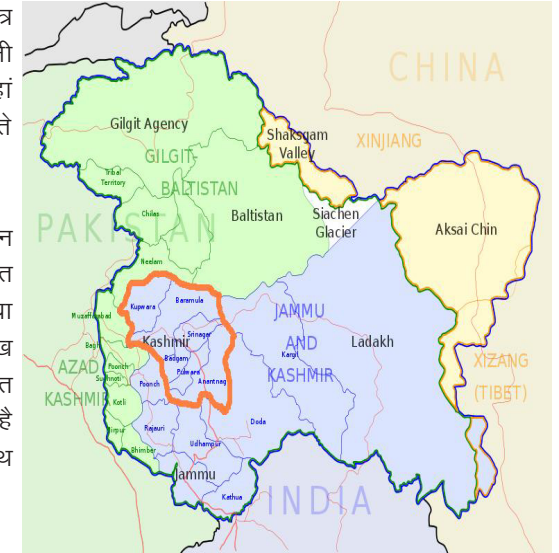 CHINA
Gilgit Agency
Shaksgam
Valley
XINJIANG
GILGIT-
BALTISTAN
Tribal
Territory
Chilas
Baltistan
Siachen
Glacier
Aksai Chin
PAKISTAN
Neelam
Kupwara
Baramula
Muzaffarabad
JAMMU
AND
KASHMIR
Srinagar
Kashmir
Ladakh
Kargil
Badgam
Pulwara
Anantnag
Bagh
Poonch
Sudhnoti
AZAD
KASHMIR
Kotli
Poonch
XIZANG
(TIBET)
Mirpur
Rajauri
Doda
Udhampur
Bhimber
Jammu
Kathua
INDIA